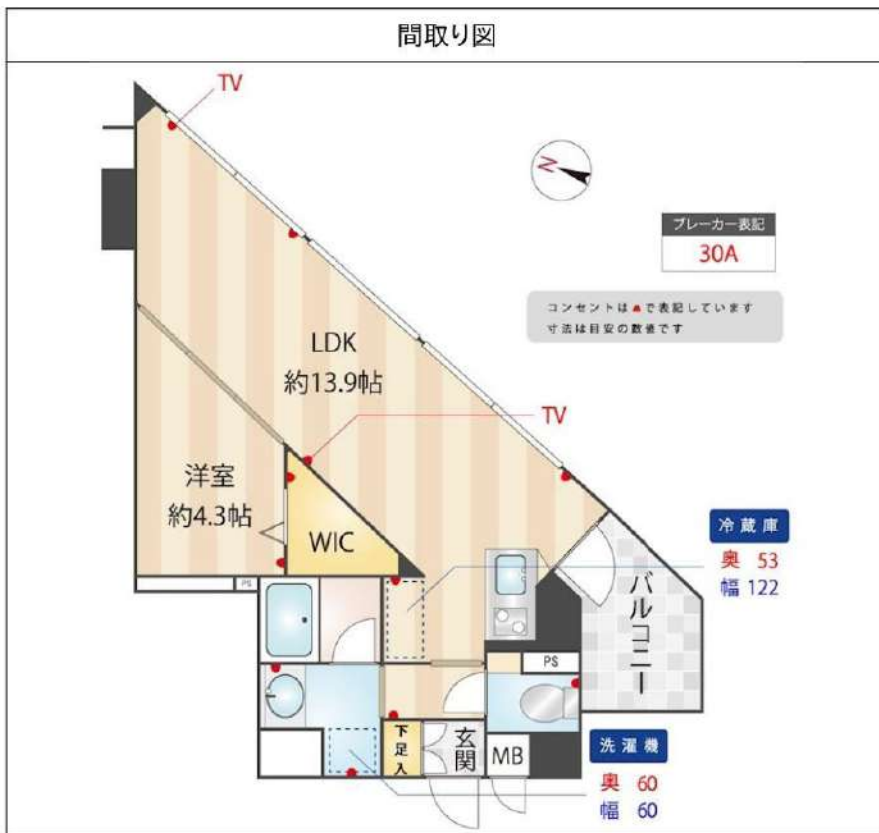 間取り図
TV
N
ブレーカー表記
30A
コンセントは で表記しています
寸法は目安の数値です
LDK
約13.9帖
TV
洋室
約4.3帖
WIC
冷蔵庫
奥 53
幅 122
バルコニー
PS
PS
下足入
玄関
MB
洗濯機
奥 60
幅 60